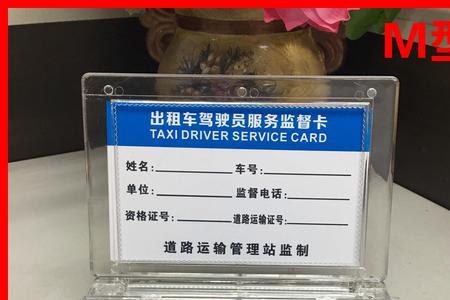 M型
出租车驾驶员服务监督卡
TAXI DRIVER SERVICE CARD
姓名: 车号:
单位: 监督电话:
资格证号: 道路运输证号:
道路运输管理站监制